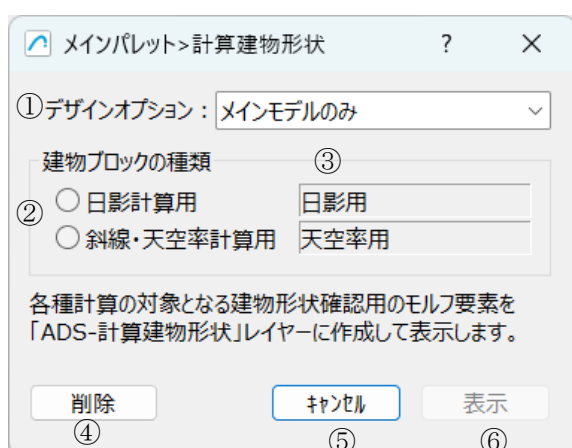 メインパレット>計算建物形状 ? ×
①デザインオプション：メインモデルのみ
建物ブロックの種類 ③
②
日影計算用 日影用
斜線・天空率計算用 天空率用
各種計算の対象となる建物形状確認用のモルフ要素を
「ADS-計算建物形状」レイヤーに作成して表示します。
削除 ｷｬﾝｾﾙ 表示
④ ⑤ ⑥